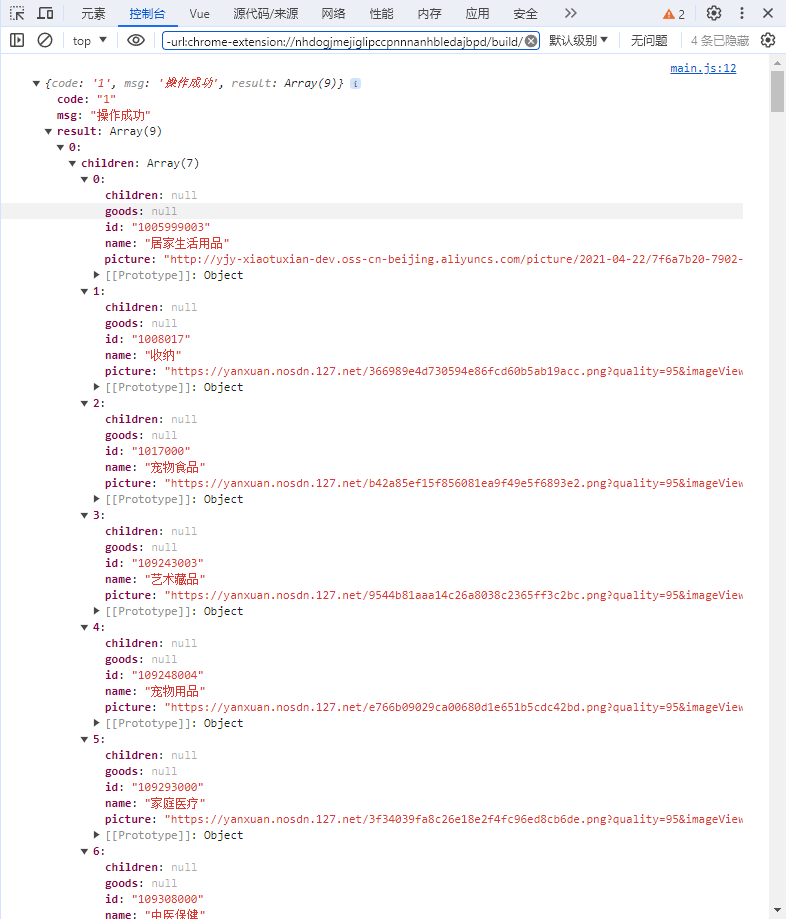 元素 控制台 Vue 源代码/来源 网络 性能 内存 应用 安全 2
top -url:chrome-extension://nhdogjmejiglipccpnnnanhbledajbpd/build/ 默认级别 无问题 4 条已隐藏
main.js:12
{code: '1', msg: '操作成功', result: Array(9)}
code: "1"
msg: "操作成功"
result: Array(9)
0:
children: Array(7)
0:
children: null
goods: null
id: "1005999003"
name: "居家生活用品"
picture: "http://yjy-xiaotuxian-dev.oss-cn-beijing.aliyuncs.com/picture/2021-04-22/7f6a7b20-7902-
[[Prototype]]: Object
1:
children: null
goods: null
id: "1008017"
name: "收纳"
picture: "https://yanxuan.nosdn.127.net/366989e4d730594e86fcd60b5ab19acc.png?quality=95&imageView
[[Prototype]]: Object
2:
children: null
goods: null
id: "1017000"
name: "宠物食品"
picture: "https://yanxuan.nosdn.127.net/b42a85ef15f856081ea9f49e5f6893e2.png?quality=95&imageView
[[Prototype]]: Object
3:
children: null
goods: null
id: "109243003"
name: "艺术藏品"
picture: "https://yanxuan.nosdn.127.net/9544b81aaa14c26a8038c2365ff3c2bc.png?quality=95&imageView
[[Prototype]]: Object
4:
children: null
goods: null
id: "109248004"
name: "宠物用品"
picture: "https://yanxuan.nosdn.127.net/e766b09029ca00680d1e651b5cdc42bd.png?quality=95&imageView
[[Prototype]]: Object
5:
children: null
goods: null
id: "109293000"
name: "家庭医疗"
picture: "https://yanxuan.nosdn.127.net/3f34039fa8c26e18e2f4fc96ed8cb6de.png?quality=95&imageView
[[Prototype]]: Object
6:
children: null
goods: null
id: "109308000"
name: "中医保健"